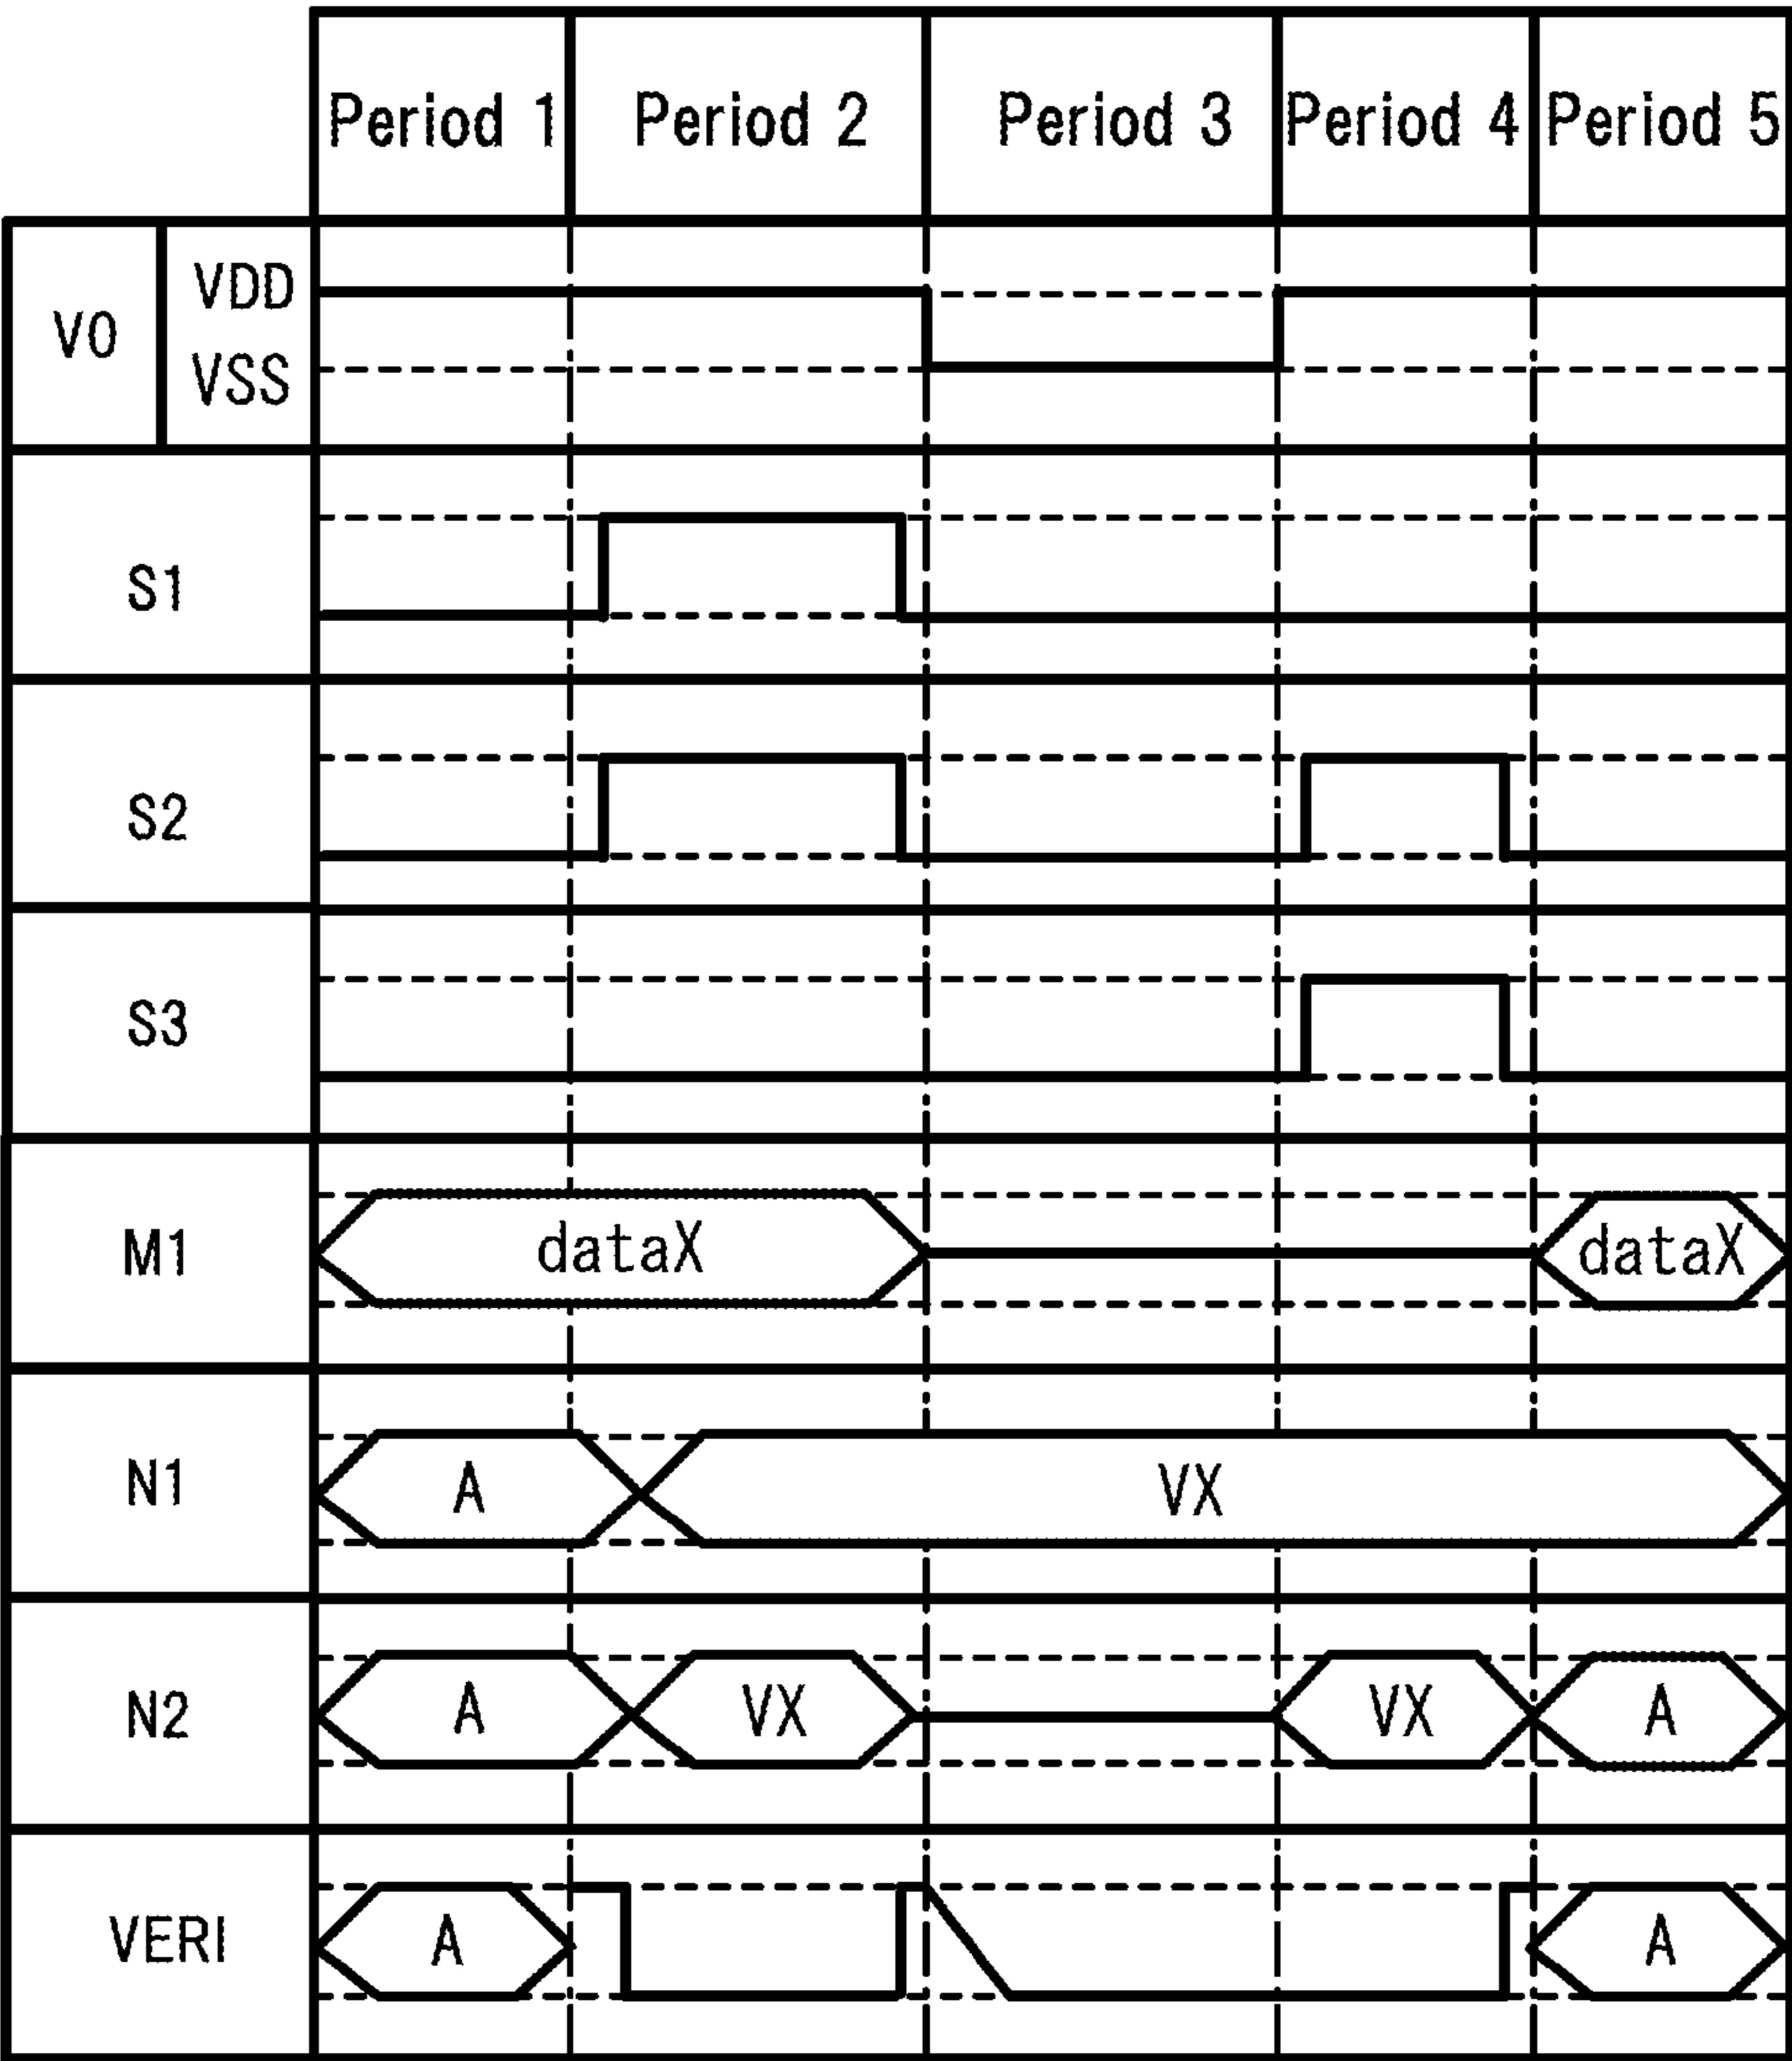 Period 1 Period 2 Period 3 Period 4 Period 5
V0 VDD
VSS
S1
S2
S3
M1 dataX dataX
N1 A VX
N2 A VX VX A
VERI A A